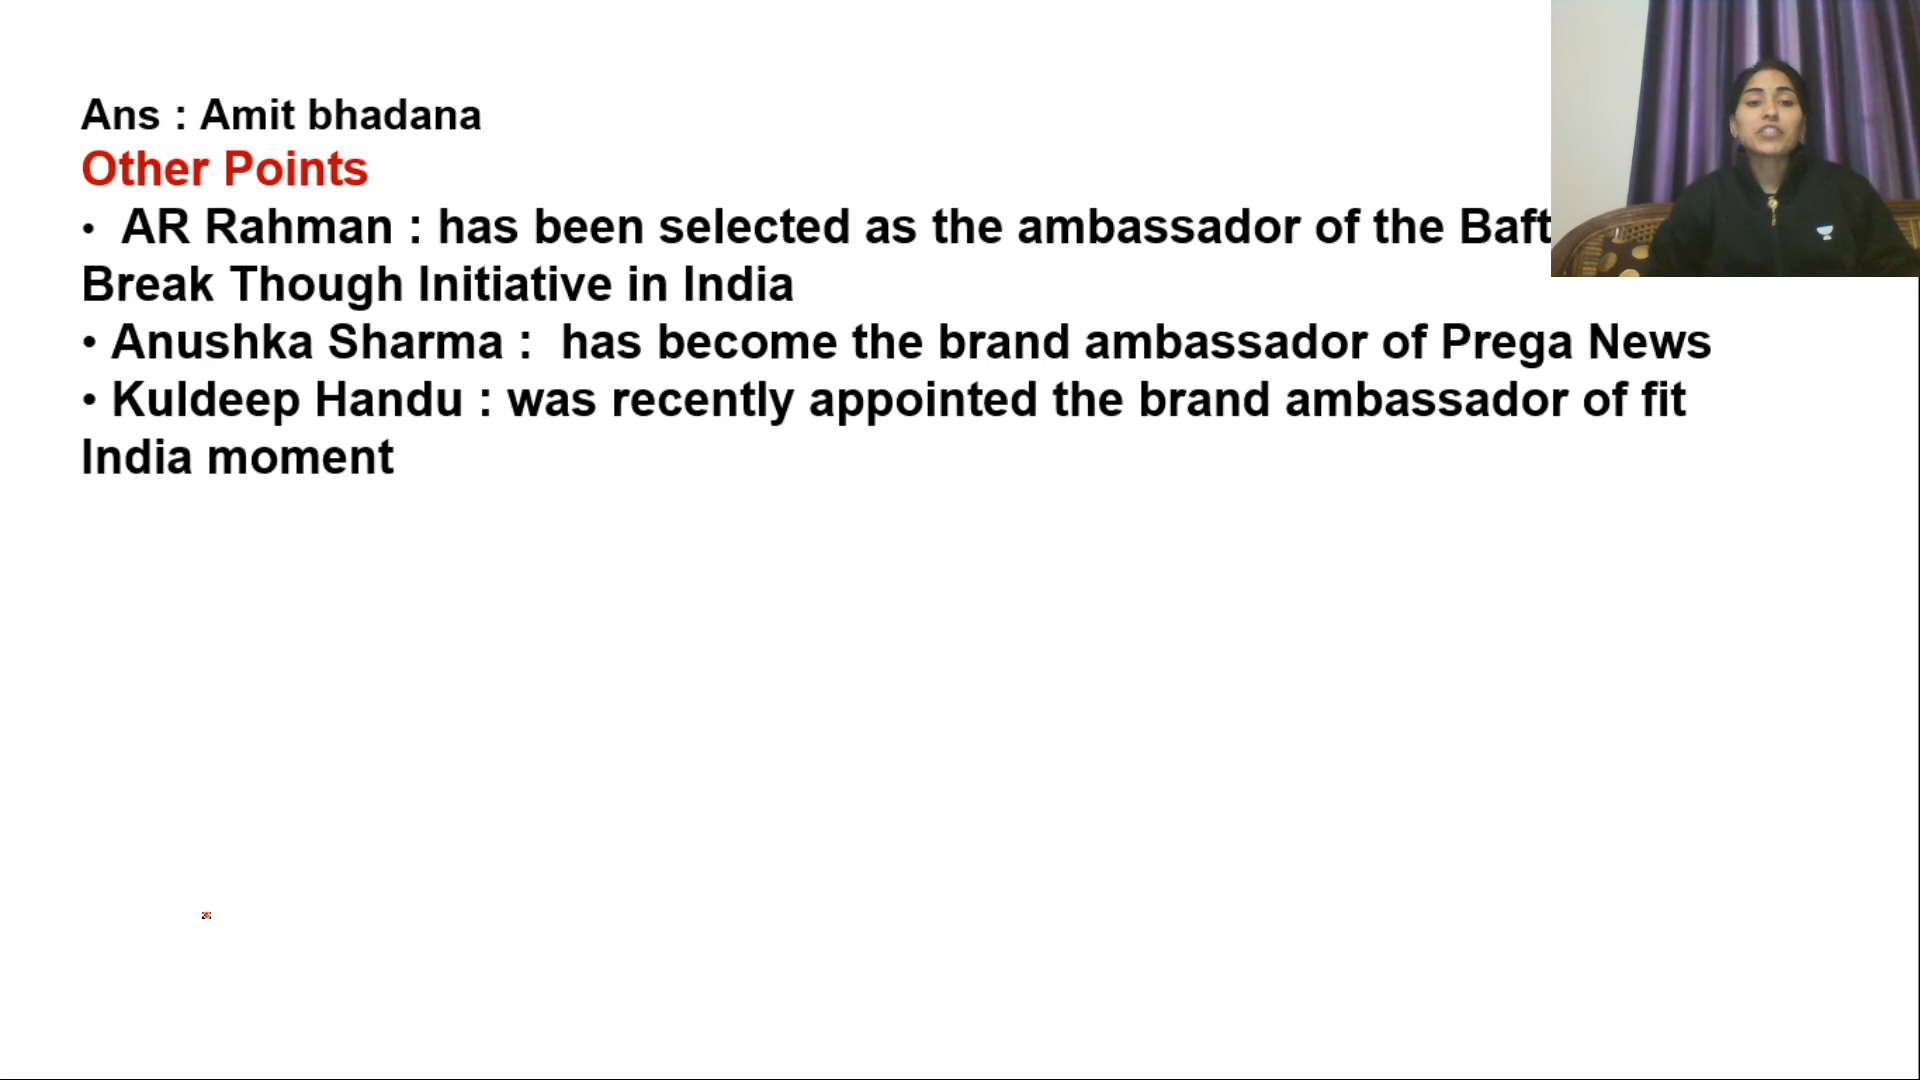 Ans : Amit bhadana
Other Points
• AR Rahman : has been selected as the ambassador of the
Break Though Initiative in India
• Anushka Sharma : has become the brand ambassador of Prega News
• Kuldeep Handu : was recently appointed the brand ambassador of fit
India moment